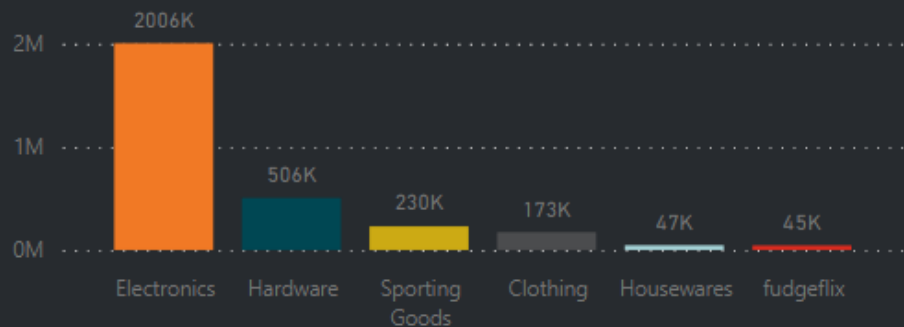 2006K
2M
1M
506K
230K
173K
47K
45K
0M
Electronics
Hardware
Sporting
Goods
Clothing
Housewares
fudgeflix